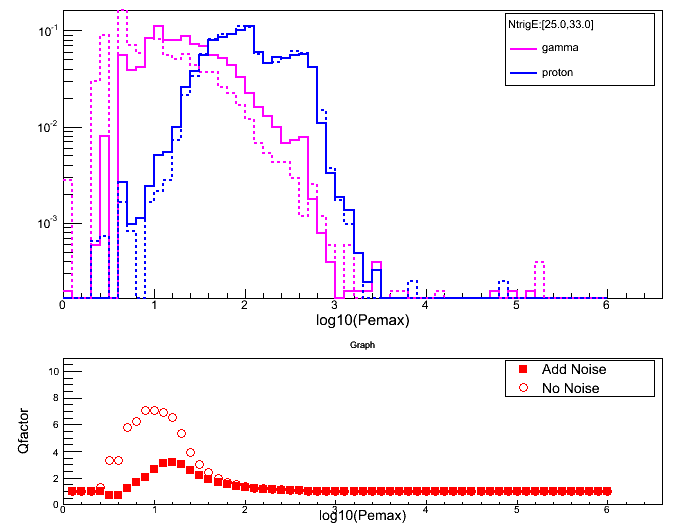 NtrigE:[25.0,33.0]
gamma
proton
10-1
10-2
10-3
0 1 2 3 4 5 6
log10(Pemax)
Graph
Add Noise
No Noise
Qfactor
10
8
6
4
2
0
0 1 2 3 4 5 6
log10(Pemax)